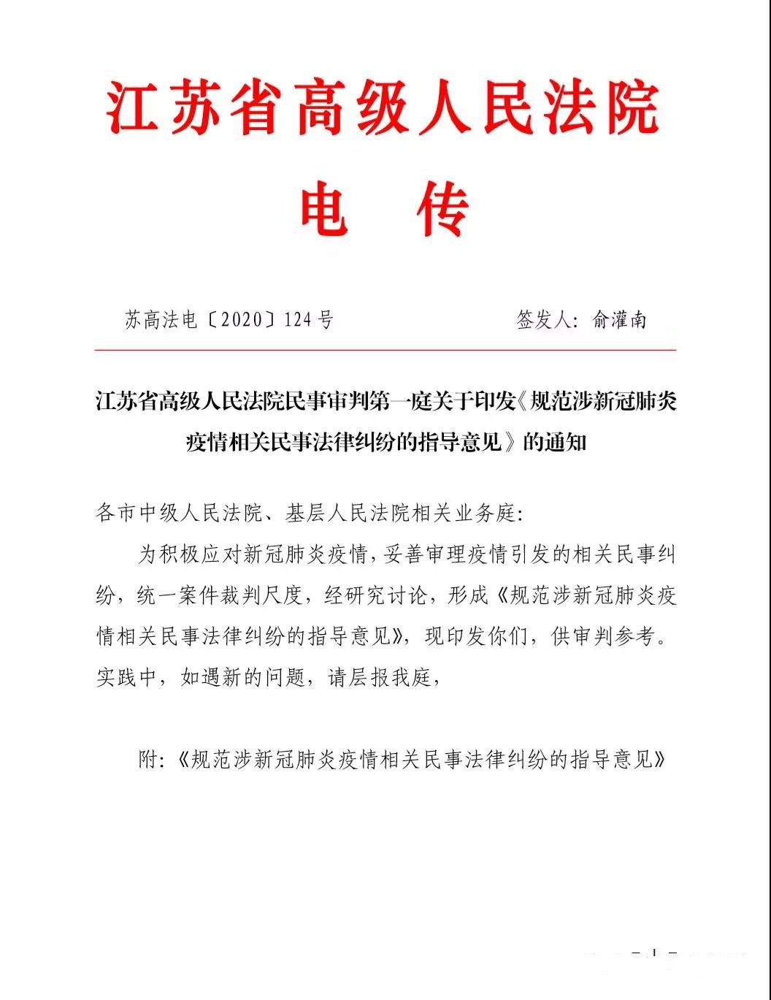 江苏省高级人民法院
电 传
苏高法电〔2020〕124号 签发人：俞灌南
江苏省高级人民法院民事审判第一庭关于印发《规范涉新冠肺炎
疫情相关民事法律纠纷的指导意见》的通知
各市中级人民法院、基层人民法院相关业务庭：
为积极应对新冠肺炎疫情，妥善审理疫情引发的相关民事纠
纷，统一案件裁判尺度，经研究讨论，形成《规范涉新冠肺炎疫
情相关民事法律纠纷的指导意见》，现印发你们，供审判参考。
实践中，如遇新的问题，请层报我庭，
附：《规范涉新冠肺炎疫情相关民事法律纠纷的指导意见》
－ 1 －